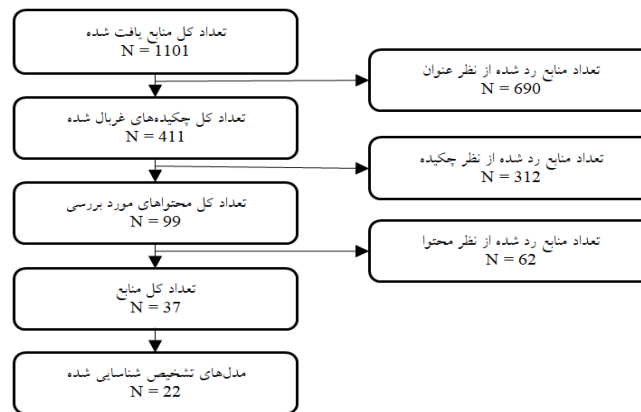 تعداد کل منابع یافت شده
N = 1101
تعداد منابع رد شده از نظر عنوان
N = 690
تعداد کل چکیده‌های غربال شده
N = 411
تعداد منابع رد شده از نظر چکیده
N = 312
تعداد کل محتواهای مورد بررسی
N = 99
تعداد منابع رد شده از نظر محتوا
N = 62
تعداد کل منابع
N = 37
مدل‌های تشخیص شناسایی شده
N = 22